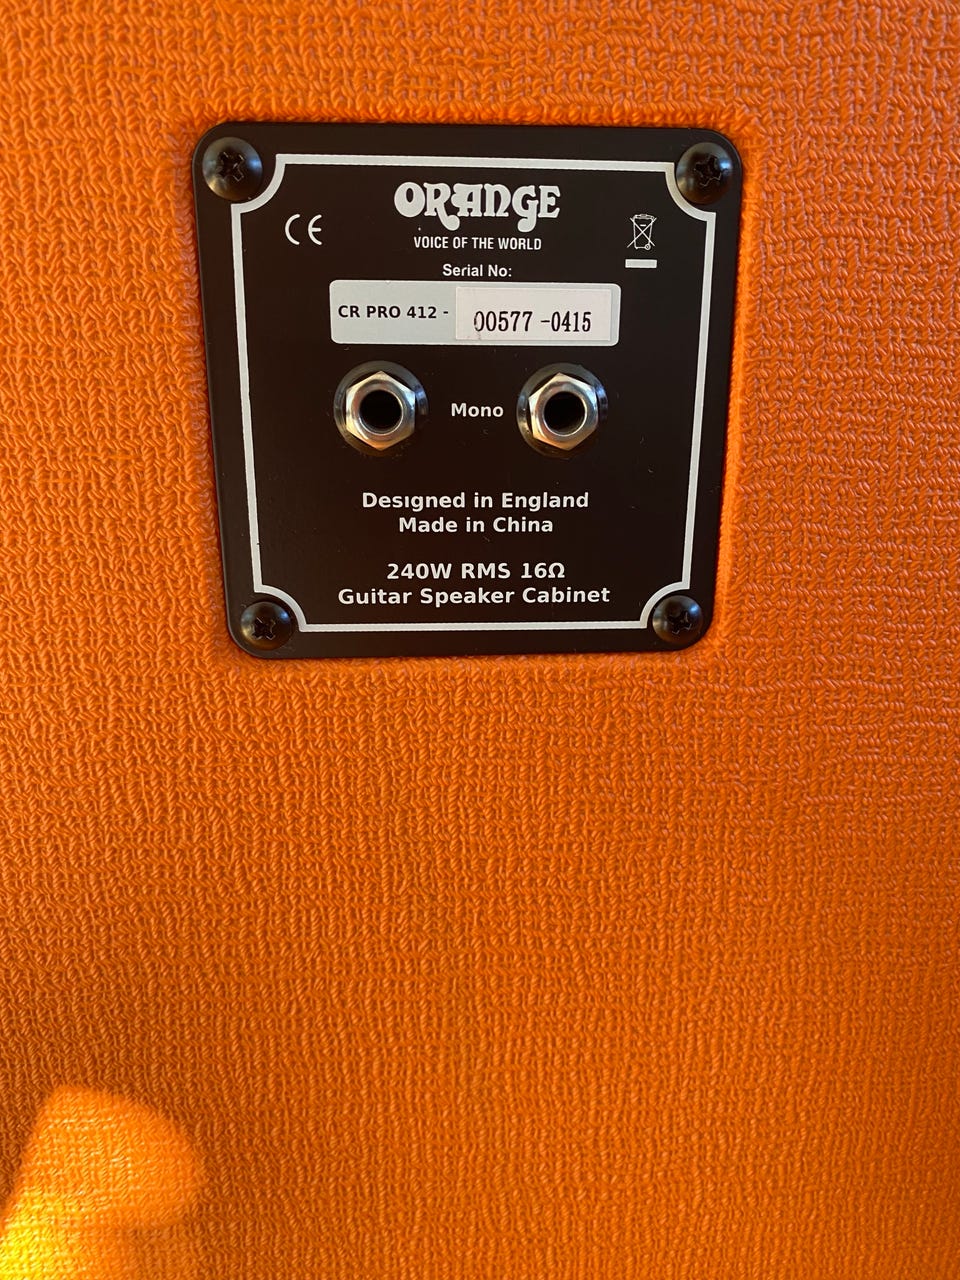 CE
ORANGE
VOICE OF THE WORLD
Serial No:
CR PRO 412 - 00577 -0415
Mono
Designed in England
Made in China
240W RMS 16Ω
Guitar Speaker Cabinet